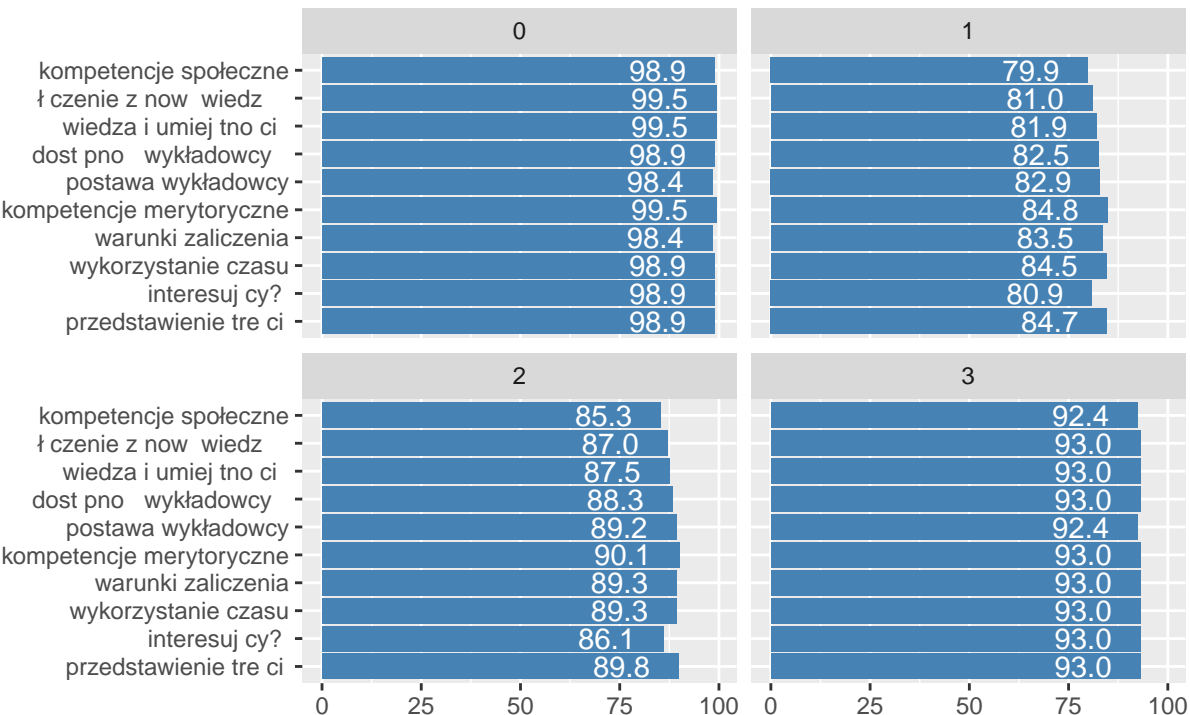 0 1
kompetencje społeczne 98.9 79.9
ł czenie z now wiedz 99.5 81.0
wiedza i umiej tno ci 99.5 81.9
dost pno wykładowcy 98.9 82.5
postawa wykładowcy 98.4 82.9
kompetencje merytoryczne 99.5 84.8
warunki zaliczenia 98.4 83.5
wykorzystanie czasu 98.9 84.5
interesuj cy? 98.9 80.9
przedstawienie tre ci 98.9 84.7
2 3
kompetencje społeczne 85.3 92.4
ł czenie z now wiedz 87.0 93.0
wiedza i umiej tno ci 87.5 93.0
dost pno wykładowcy 88.3 93.0
postawa wykładowcy 89.2 92.4
kompetencje merytoryczne 90.1 93.0
warunki zaliczenia 89.3 93.0
wykorzystanie czasu 89.3 93.0
interesuj cy? 86.1 93.0
przedstawienie tre ci 89.8 93.0
0 25 50 75 100 0 25 50 75 100